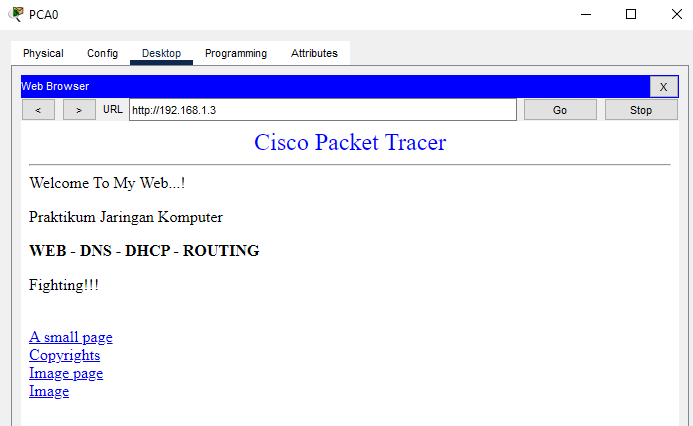 PCA0
Physical Config Desktop Programming Attributes
Web Browser X
< > URL http://192.168.1.3 Go Stop
Cisco Packet Tracer
Welcome To My Web...!
Praktikum Jaringan Komputer
WEB - DNS - DHCP - ROUTING
Fighting!!!
A small page
Copyrights
Image page
Image